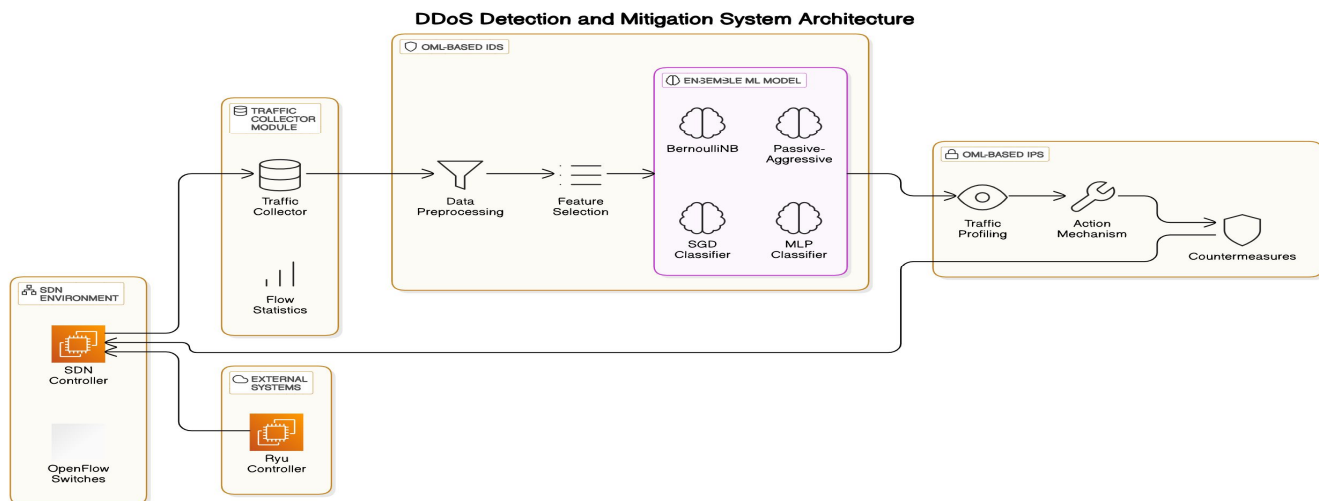 DDoS Detection and Mitigation System Architecture
OML-BASED IDS
ENSEMBLE ML MODEL
BernoulliNB
Passive-
Aggressive
SGD
Classifier
MLP
Classifier
Data
Preprocessing
Feature
Selection
TRAFFIC
COLLECTOR
MODULE
Traffic
Collector
Flow
Statistics
OML-BASED IPS
Traffic
Profiling
Action
Mechanism
Countermeasures
SDN
ENVIRONMENT
SDN
Controller
OpenFlow
Switches
EXTERNAL
SYSTEMS
Ryu
Controller